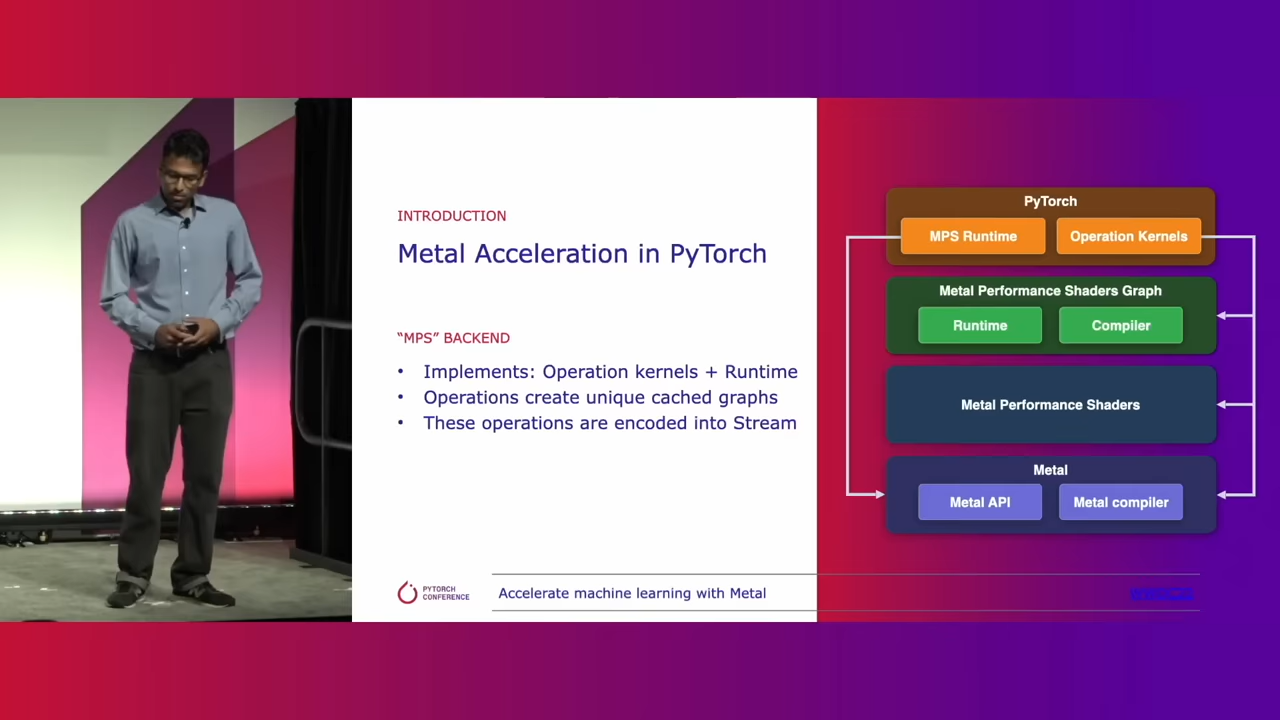 INTRODUCTION
Metal Acceleration in PyTorch
“MPS” BACKEND
• Implements: Operation kernels + Runtime
• Operations create unique cached graphs
• These operations are encoded into Stream
PYTORCH
CONFERENCE
Accelerate machine learning with Metal
PyTorch
MPS Runtime
Operation Kernels
Metal Performance Shaders Graph
Runtime
Compiler
Metal Performance Shaders
Metal
Metal API
Metal compiler